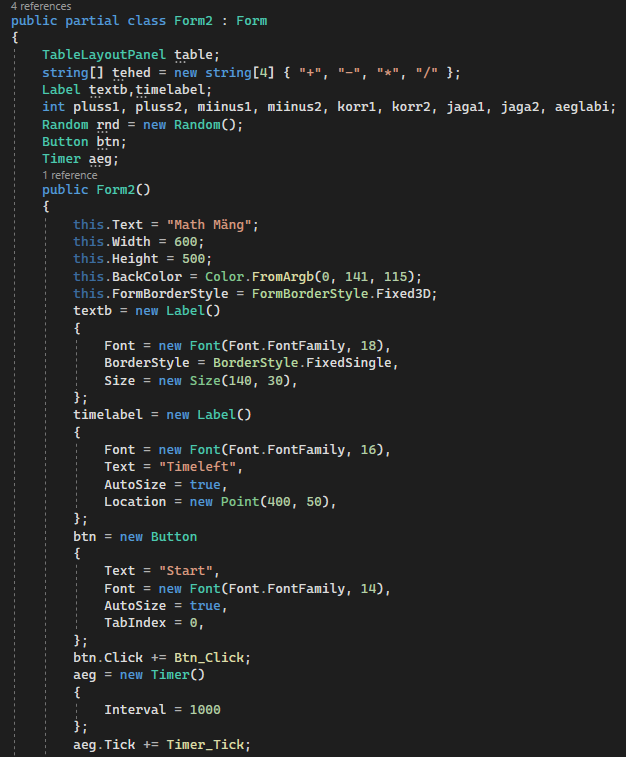 4 references
public partial class Form2 : Form
{
TableLayoutPanel table;
string[] tehed = new string[4] { "+", "-", "*", "/" };
Label textb,timelabel;
int pluss1, pluss2, miinus1, miinus2, korr1, korr2, jaga1, jaga2, aeglabi;
Random rnd = new Random();
Button btn;
Timer aeg;
1 reference
public Form2()
{
this.Text = "Math Mäng";
this.Width = 600;
this.Height = 500;
this.BackColor = Color.FromArgb(0, 141, 115);
this.FormBorderStyle = FormBorderStyle.Fixed3D;
textb = new Label()
{
Font = new Font(Font.FontFamily, 18),
BorderStyle = BorderStyle.FixedSingle,
Size = new Size(140, 30),
};
timelabel = new Label()
{
Font = new Font(Font.FontFamily, 16),
Text = "Timeleft",
AutoSize = true,
Location = new Point(400, 50),
};
btn = new Button
{
Text = "Start",
Font = new Font(Font.FontFamily, 14),
AutoSize = true,
TabIndex = 0,
};
btn.Click += Btn_Click;
aeg = new Timer()
{
Interval = 1000
};
aeg.Tick += Timer_Tick;